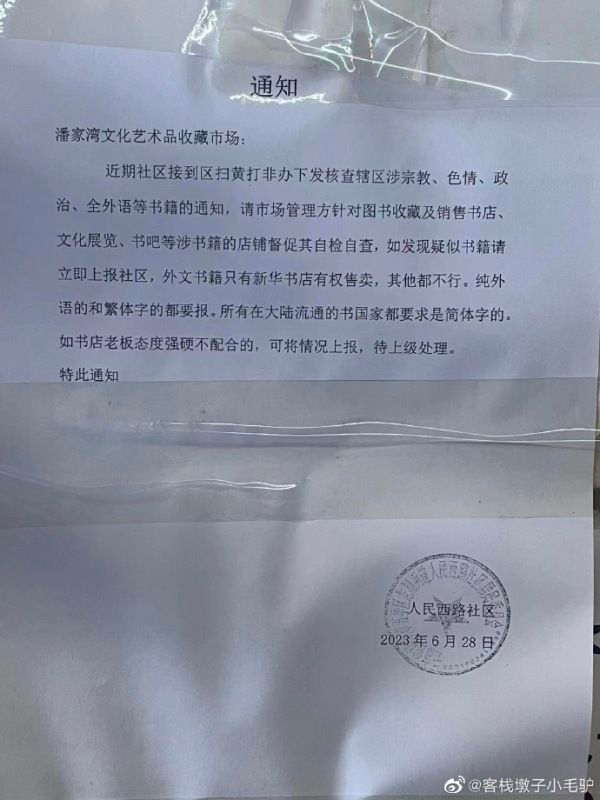 通知
潘家湾文化艺术品收藏市场：
近期社区接到区扫黄打非办下发核查辖区涉宗教、色情、政
治、全外语等书籍的通知，请市场管理方针对图书收藏及销售书店、
文化展览、书吧等涉书籍的店铺督促其自检自查，如发现疑似书籍请
立即上报社区，外文书籍只有新华书店有权售卖，其他都不行。纯外
语的和繁体字的都要报。所有在大陆流通的书国家都要求是简体字的。
如书店老板态度强硬不配合的，可将情况上报，待上级处理。
特此通知
人民西路社区
2023年6月28日
@客栈墩子小毛驴